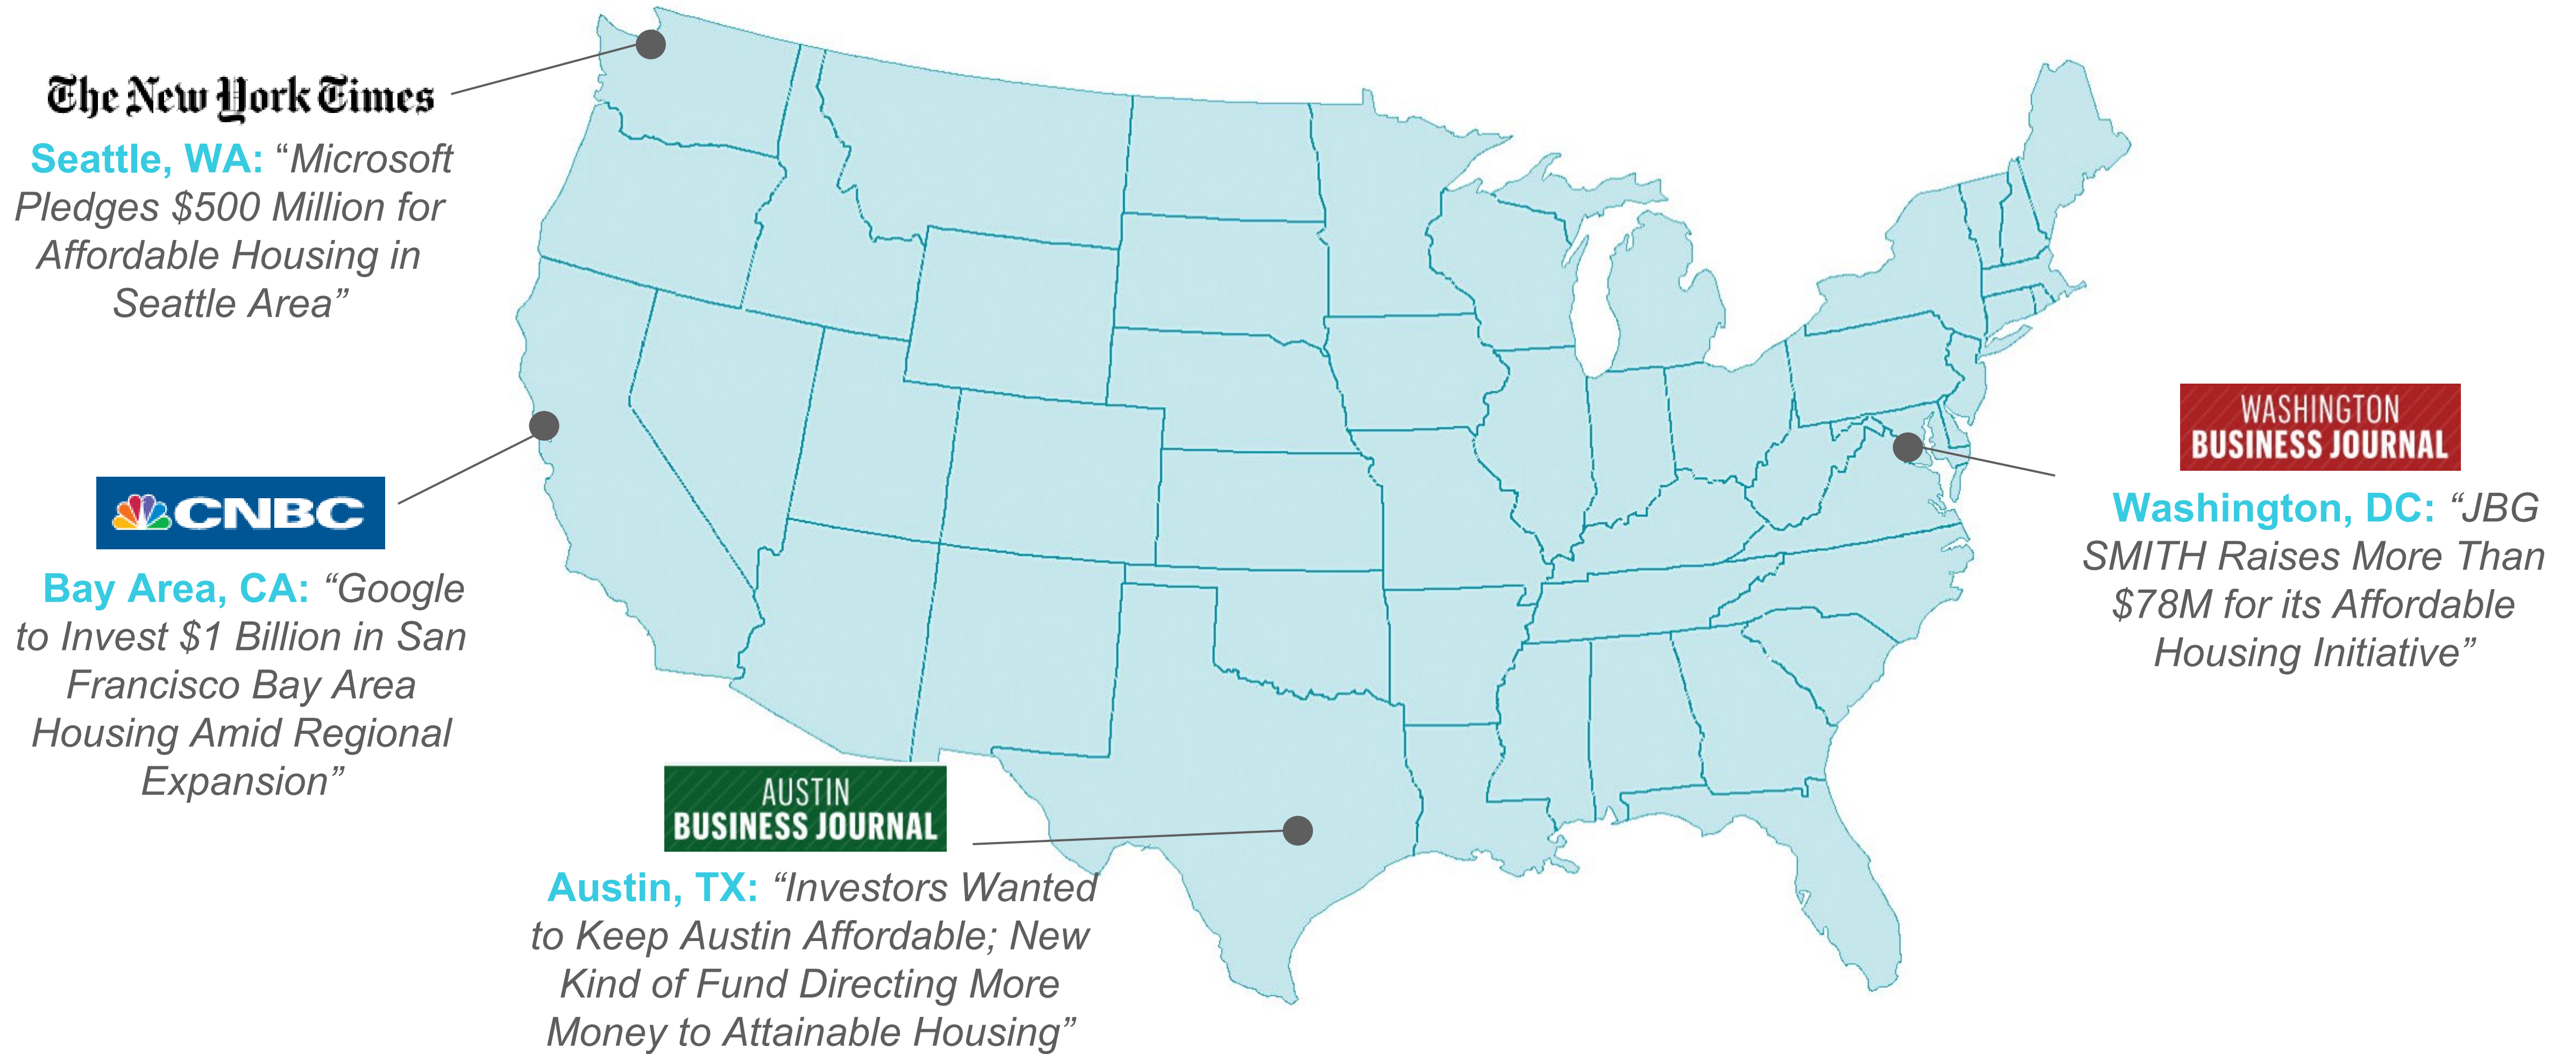 The New York Times
Seattle, WA: “Microsoft
Pledges $500 Million for
Affordable Housing in
Seattle Area”
CNBC
Bay Area, CA: “Google
to Invest $1 Billion in San
Francisco Bay Area
Housing Amid Regional
Expansion”
AUSTIN
BUSINESS JOURNAL
Austin, TX: “Investors Wanted
to Keep Austin Affordable; New
Kind of Fund Directing More
Money to Attainable Housing”
WASHINGTON
BUSINESS JOURNAL
Washington, DC: “JBG
SMITH Raises More Than
$78M for its Affordable
Housing Initiative”